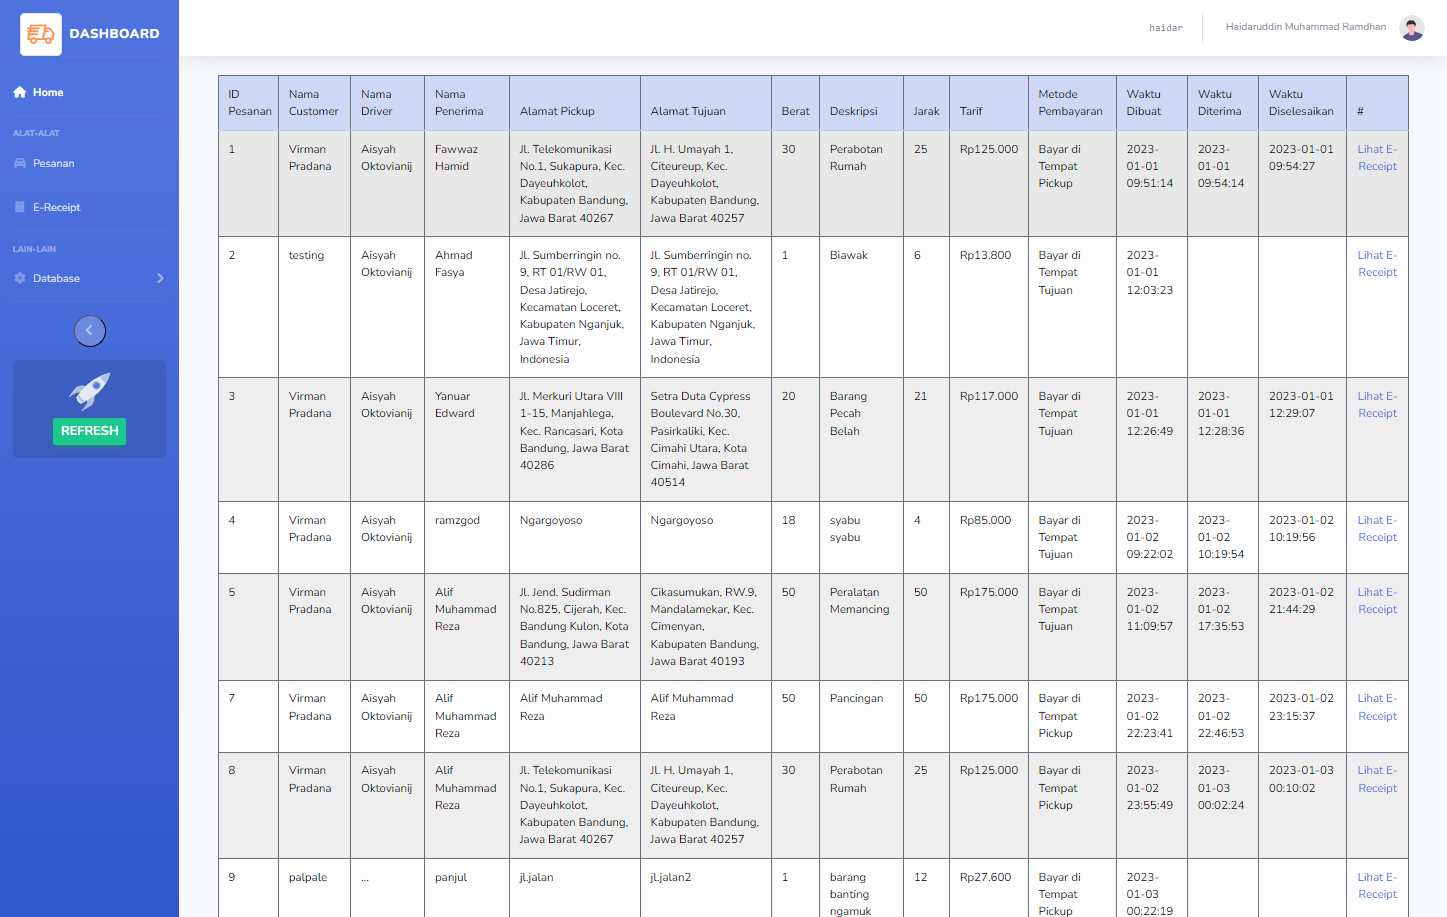 DASHBOARD
haidar
Haidaruddin Muhammad Ramdhan
Home
ALAT-ALAT
Pesanan
E-Receipt
LAIN-LAIN
Database
REFRESH
ID Pesanan Nama Customer Nama Driver Nama Penerima Alamat Pickup Alamat Tujuan Berat Deskripsi Jarak Tarif Metode Pembayaran Waktu Dibuat Waktu Diterima Waktu Diselesaikan #
1 Virman Pradana Aisyah Oktovianij Fawwaz Hamid Jl. Telekomunikasi No.1, Sukapura, Kec. Dayeuhkolot, Kabupaten Bandung, Jawa Barat 40267 Jl. H. Umayah 1, Citeureup, Kec. Dayeuhkolot, Kabupaten Bandung, Jawa Barat 40257 30 Perabotan Rumah 25 Rp125.000 Bayar di Tempat Pickup 2023-01-01 09:51:14 2023-01-01 09:54:14 2023-01-01 09:54:27 Lihat E-Receipt
2 testing Aisyah Oktovianij Ahmad Fasya Jl. Sumberringin no. 9, RT 01/RW 01, Desa Jatirejo, Kecamatan Loceret, Kabupaten Nganjuk, Jawa Timur, Indonesia Jl. Sumberringin no. 9, RT 01/RW 01, Desa Jatirejo, Kecamatan Loceret, Kabupaten Nganjuk, Jawa Timur, Indonesia 1 Biawak 6 Rp13.800 Bayar di Tempat Tujuan 2023-01-01 12:03:23 Lihat E-Receipt
3 Virman Pradana Aisyah Oktovianij Yanuar Edward Jl. Merkuri Utara VIII 1-15, Manjahlega, Kec. Rancasari, Kota Bandung, Jawa Barat 40286 Setra Duta Cypress Boulevard No.30, Pasirkaliki, Kec. Cimahi Utara, Kota Cimahi, Jawa Barat 40514 20 Barang Pecah Belah 21 Rp117.000 Bayar di Tempat Tujuan 2023-01-01 12:26:49 2023-01-01 12:28:36 2023-01-01 12:29:07 Lihat E-Receipt
4 Virman Pradana Aisyah Oktovianij ramzgod Ngargoyoso Ngargoyoso 18 syabu syabu 4 Rp85.000 Bayar di Tempat Tujuan 2023-01-02 09:22:02 2023-01-02 10:19:54 2023-01-02 10:19:56 Lihat E-Receipt
5 Virman Pradana Aisyah Oktovianij Alif Muhammad Reza Jl. Jend. Sudirman No.825, Cijerah, Kec. Bandung Kulon, Kota Bandung, Jawa Barat 40213 Cikasumukan, RW.9, Mandalamekar, Kec. Cimenyan, Kabupaten Bandung, Jawa Barat 40193 50 Peralatan Memancing 50 Rp175.000 Bayar di Tempat Tujuan 2023-01-02 11:09:57 2023-01-02 17:35:53 2023-01-02 21:44:29 Lihat E-Receipt
7 Virman Pradana Aisyah Oktovianij Alif Muhammad Reza Alif Muhammad Reza Alif Muhammad Reza 50 Pancingan 50 Rp175.000 Bayar di Tempat Pickup 2023-01-02 22:23:41 2023-01-02 22:46:53 2023-01-02 23:15:37 Lihat E-Receipt
8 Virman Pradana Aisyah Oktovianij Alif Muhammad Reza Jl. Telekomunikasi No.1, Sukapura, Kec. Dayeuhkolot, Kabupaten Bandung, Jawa Barat 40267 Jl. H. Umayah 1, Citeureup, Kec. Dayeuhkolot, Kabupaten Bandung, Jawa Barat 40257 30 Perabotan Rumah 25 Rp125.000 Bayar di Tempat Pickup 2023-01-02 23:55:49 2023-01-03 00:02:24 2023-01-03 00:10:02 Lihat E-Receipt
9 palpale ... panjul jl.jalan jl.jalan2 1 barang banting ngamuk 12 Rp27.600 Bayar di Tempat Pickup 2023-01-03 00:22:19 Lihat E-Receipt